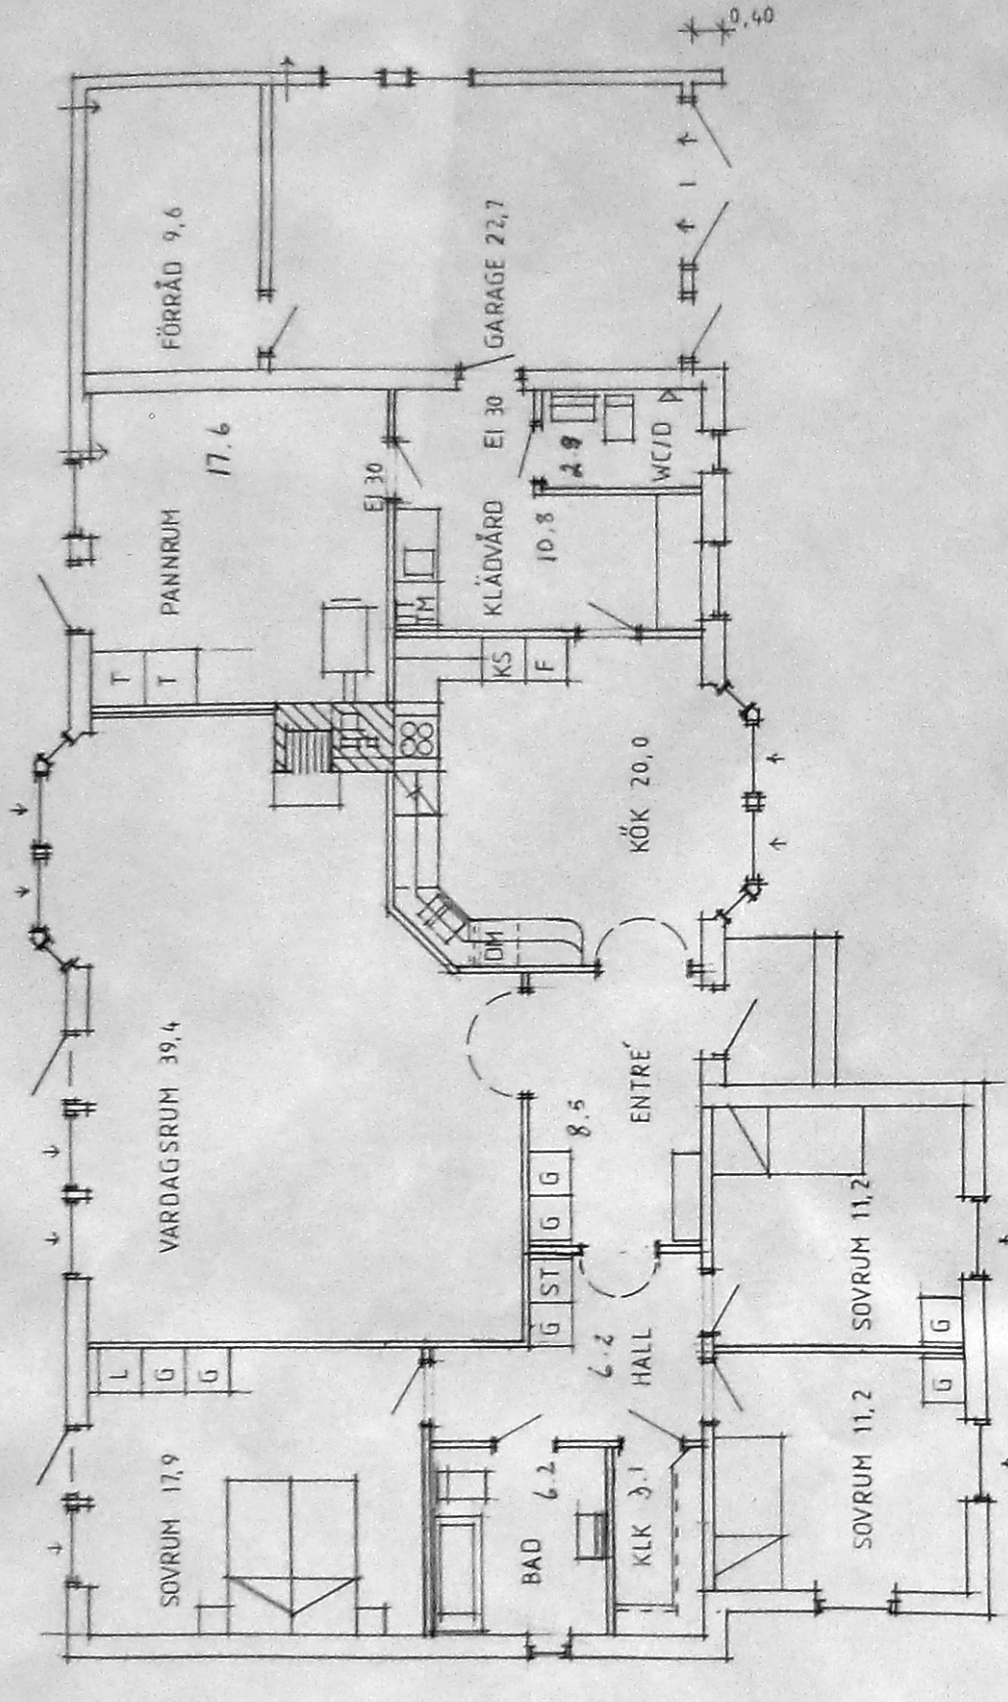 0,40
FÖRRÅD 9,6
GARAGE 22,7
PANNRUM
17.6
EI 30
EI 30
KLÄDVÅRD
10.8
2.9
WC/D
TM
T
T
KS
F
KÖK 20,0
DM
VARDAGSRUM 39,4
ENTRÉ
8.5
G
G
ST
G
HALL
6.2
L
G
G
SOVRUM 17,9
BAD
6.2
KLK 3.1
SOVRUM 11,2
G
SOVRUM 11,2
G